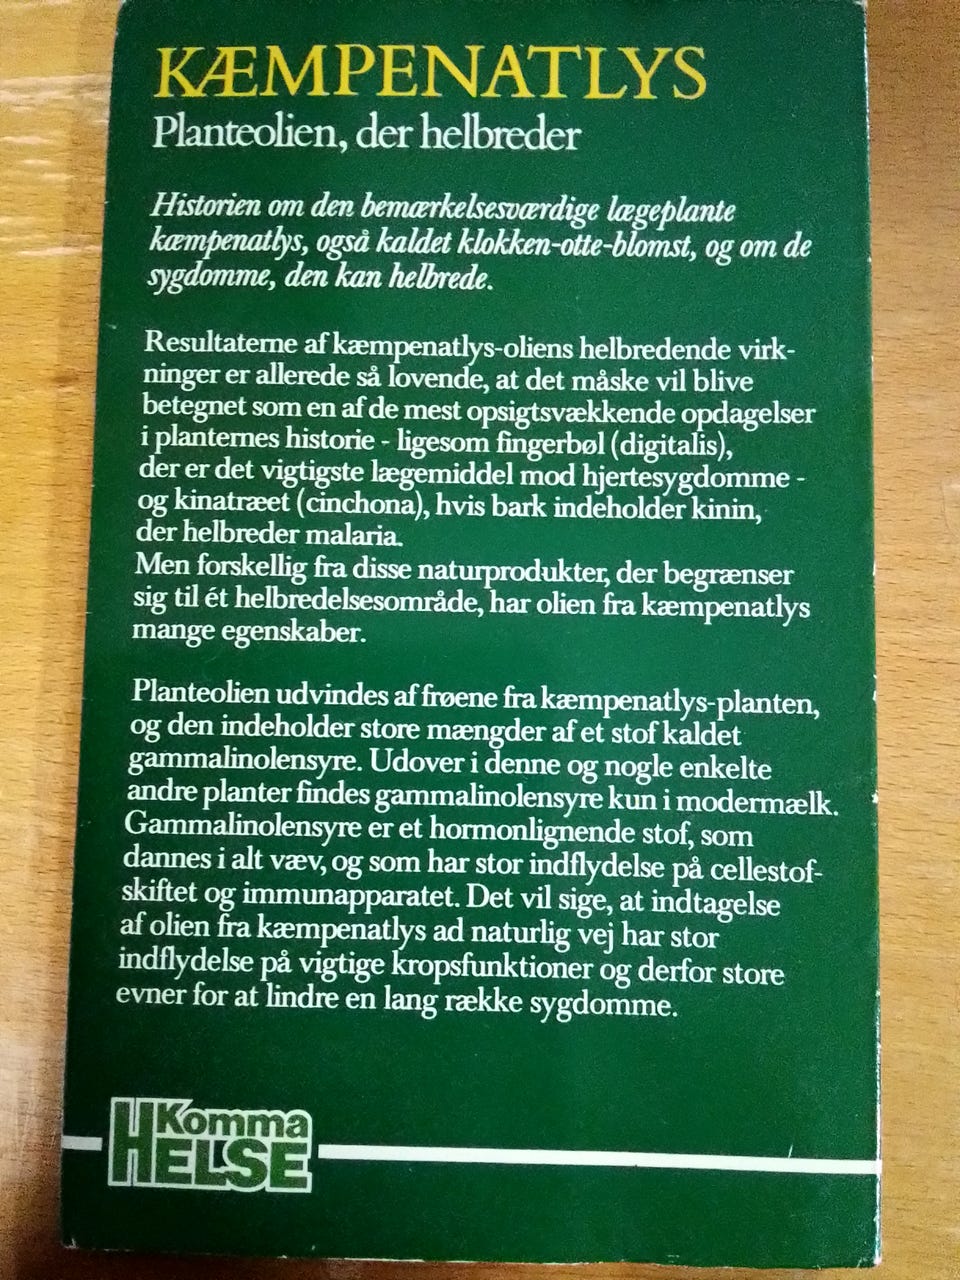 KÆMPENATLYS
Planteolien, der helbreder
Historien om den bemærkelsesværdige lægeplante
kæmpenatlys, også kaldet klokken-otte-blomst, og om de
sygdomme, den kan helbrede.
Resultaterne af kæmpenatlys-oliens helbredende virk-
ninger er allerede så lovende, at det måske vil blive
betegnet som en af de mest opsigtsvækkende opdagelser
i planternes historie - ligesom fingerbøl (digitalis),
der er det vigtigste lægemiddel mod hjertesygdomme -
og kinatræet (cinchona), hvis bark indeholder kinin,
der helbreder malaria.
Men forskellig fra disse naturprodukter, der begrænser
sig til ét helbredelsesområde, har olien fra kæmpenatlys
mange egenskaber.
Planteolien udvindes af frøene fra kæmpenatlys-planten,
og den indeholder store mængder af et stof kaldet
gammalinolensyre. Udover i denne og nogle enkelte
andre planter findes gammalinolensyre kun i modermælk.
Gammalinolensyre er et hormonlignende stof, som
dannes i alt væv, og som har stor indflydelse på cellestof-
skiftet og immunapparatet. Det vil sige, at indtagelse
af olien fra kæmpenatlys ad naturlig vej har stor
indflydelse på vigtige kropsfunktioner og derfor store
evner for at lindre en lang række sygdomme.
Komma
HELSE